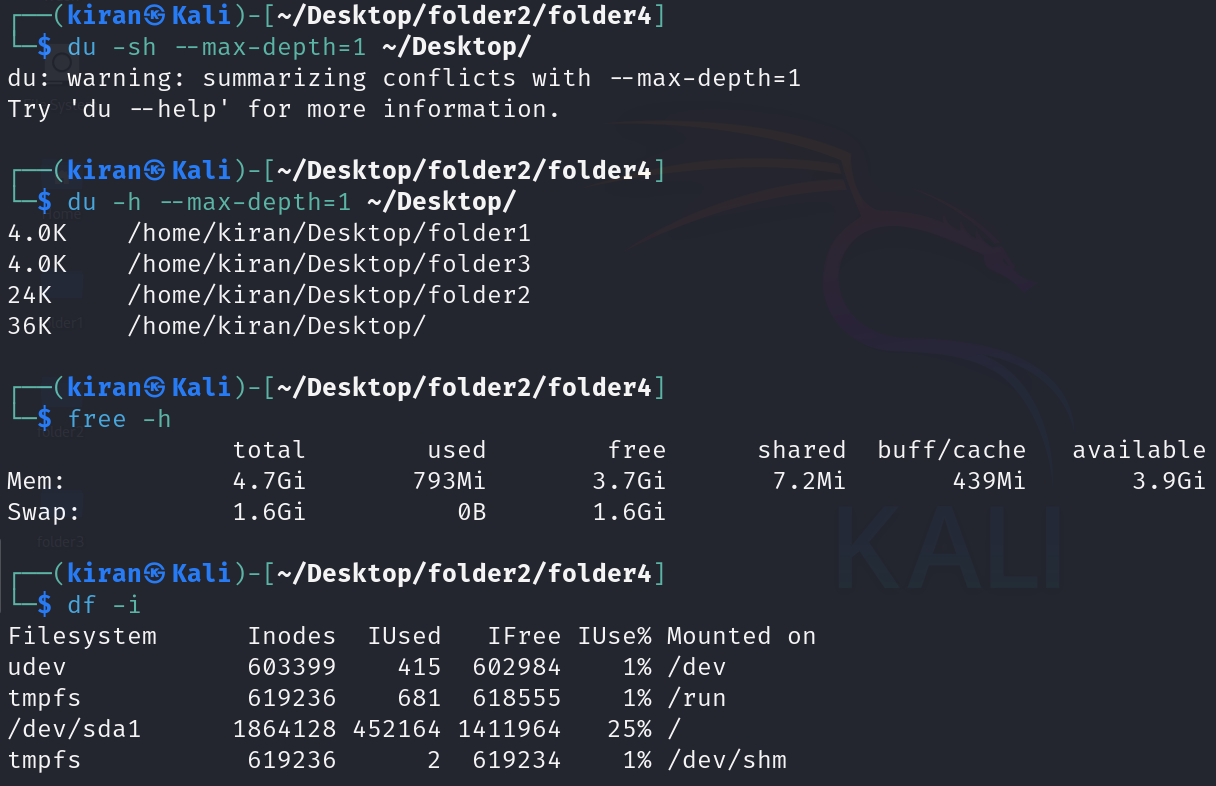 ┌──(kiran㉿Kali)-[~/Desktop/folder2/folder4]
└─$ du -sh --max-depth=1 ~/Desktop/
du: warning: summarizing conflicts with --max-depth=1
Try 'du --help' for more information.
┌──(kiran㉿Kali)-[~/Desktop/folder2/folder4]
└─$ du -h --max-depth=1 ~/Desktop/
4.0K    /home/kiran/Desktop/folder1
4.0K    /home/kiran/Desktop/folder3
24K     /home/kiran/Desktop/folder2
36K     /home/kiran/Desktop/
┌──(kiran㉿Kali)-[~/Desktop/folder2/folder4]
└─$ free -h
               total        used        free      shared  buff/cache   available
Mem:           4.7Gi       793Mi       3.7Gi       7.2Mi       439Mi       3.9Gi
Swap:          1.6Gi          0B       1.6Gi
┌──(kiran㉿Kali)-[~/Desktop/folder2/folder4]
└─$ df -i
Filesystem      Inodes  IUsed   IFree IUse% Mounted on
udev            603399    415  602984    1% /dev
tmpfs           619236    681  618555    1% /run
/dev/sda1      1864128 452164 1411964   25% /
tmpfs           619236      2  619234    1% /dev/shm
KALI
Home
folder2
folder3